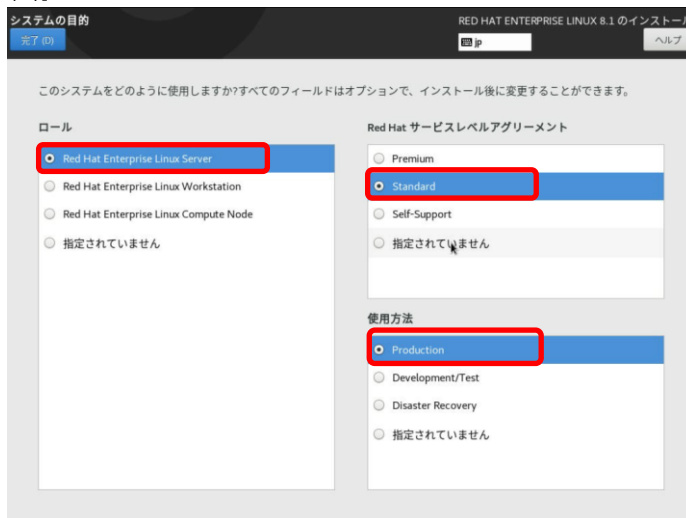 システムの目的
RED HAT ENTERPRISE LINUX 8.1 のインストール
完了 (D)
jp
ヘルプ
このシステムをどのように使用しますか?すべてのフィールドはオプションで、インストール後に変更することができます。
ロール
Red Hat Enterprise Linux Server
Red Hat Enterprise Linux Workstation
Red Hat Enterprise Linux Compute Node
指定されていません
Red Hat サービスレベルアグリーメント
Premium
Standard
Self-Support
指定されていません
使用方法
Production
Development/Test
Disaster Recovery
指定されていません